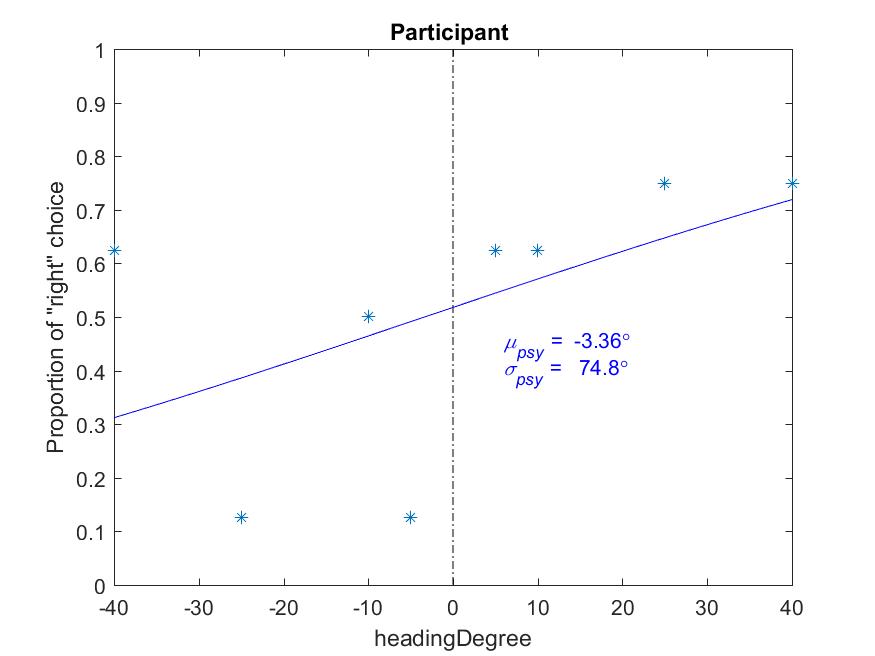 Participant
1
0.9
0.8
0.7
0.6
0.5
0.4
0.3
0.2
0.1
0
Proportion of "right" choice
μpsy = -3.36°
σpsy = 74.8°
-40 -30 -20 -10 0 10 20 30 40
headingDegree